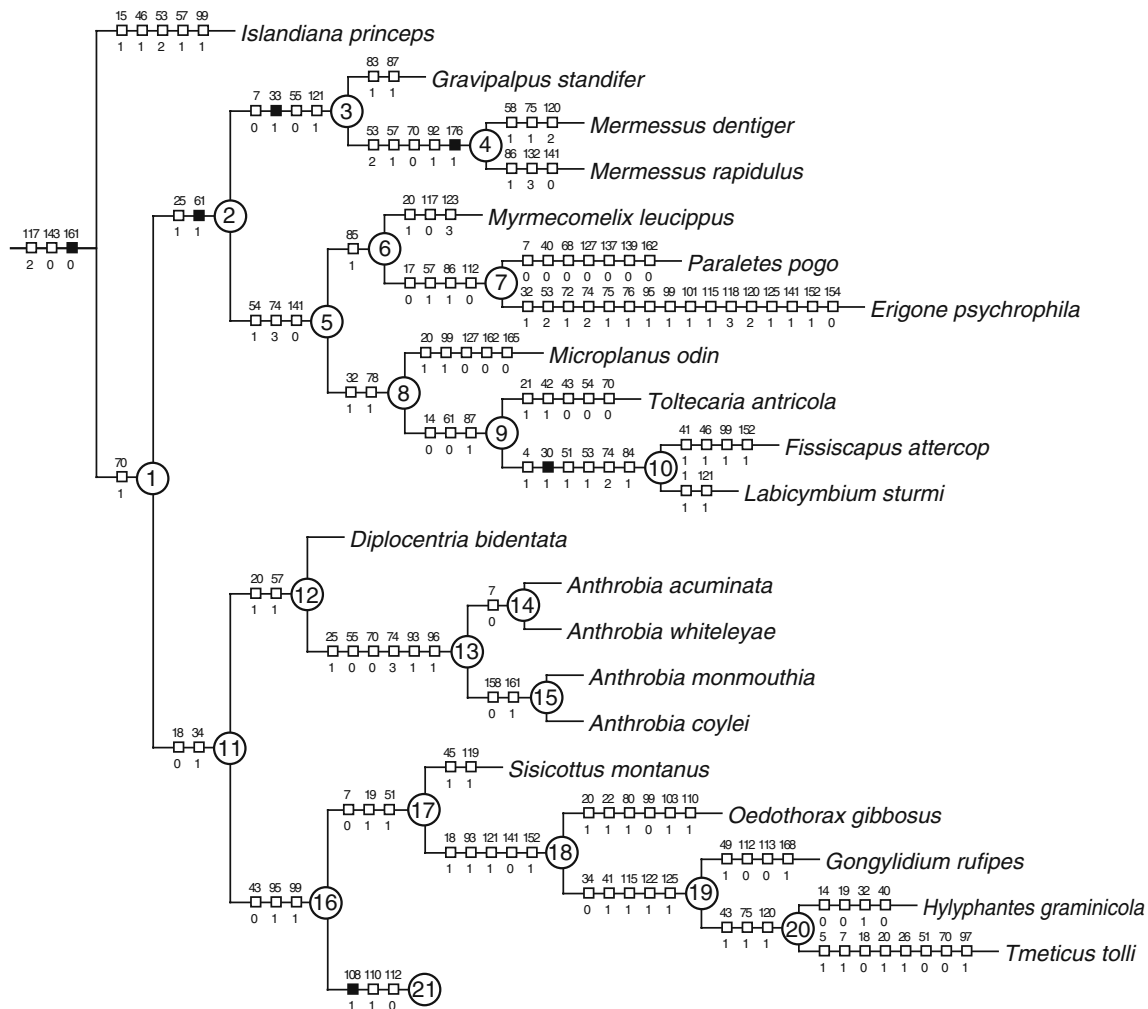 15 46 53 57 99
1 1 2 1 1
Islandiana princeps
83 87
1 1
Gravipalpus standifer
7 33 55 121
0 1 0 1
3
58 75 120
1 1 2
Mermessus dentiger
53 57 70 92 176
2 1 0 1 1
4
86 132 141
1 3 0
Mermessus rapidulus
25 61
1 1
2
20 117 123
1 0 3
Myrmecomelix leucippus
85
1
6
117 143 161
2 0 0
7 40 68 127 137 139 162
0 0 0 0 0 0 0
Paraletes pogo
17 57 86 112
0 1 1 0
7
32 53 72 74 75 76 95 99 101 115 118 120 125 141 152 154
1 2 1 2 1 1 1 1 1 1 3 2 1 1 1 0
Erigone psychrophila
54 74 141
1 3 0
5
20 99 127 162 165
1 1 0 0 0
Microplanus odin
32 78
1 1
8
21 42 43 54 70
1 1 0 0 0
Toltecaria antricola
14 61 87
0 0 1
9
41 46 99 152
1 1 1 1
Fissiscapus attercop
4 30 51 53 74 84
1 1 1 1 2 1
10
1 121
1 1
Labicymbium sturmi
70
1
1
Diplocentria bidentata
20 57
1 1
12
7
0
14
Anthrobia acuminata
Anthrobia whiteleyae
25 55 70 74 93 96
1 0 0 3 1 1
13
158 161
0 1
15
Anthrobia monmouthia
Anthrobia coylei
18 34
0 1
11
45 119
1 1
Sisicottus montanus
7 19 51
0 1 1
17
20 22 80 99 103 110
1 1 1 0 1 1
Oedothorax gibbosus
18 93 121 141 152
1 1 1 0 1
18
49 112 113 168
1 0 0 1
Gongylidium rufipes
34 41 115 122 125
0 1 1 1 1
19
14 19 32 40
0 0 1 0
Hylyphantes graminicola
43 95 99
0 1 1
16
43 75 120
1 1 1
20
5 7 18 20 26 51 70 97
1 1 0 1 1 0 0 1
Tmeticus tolli
108 110 112
1 1 0
21